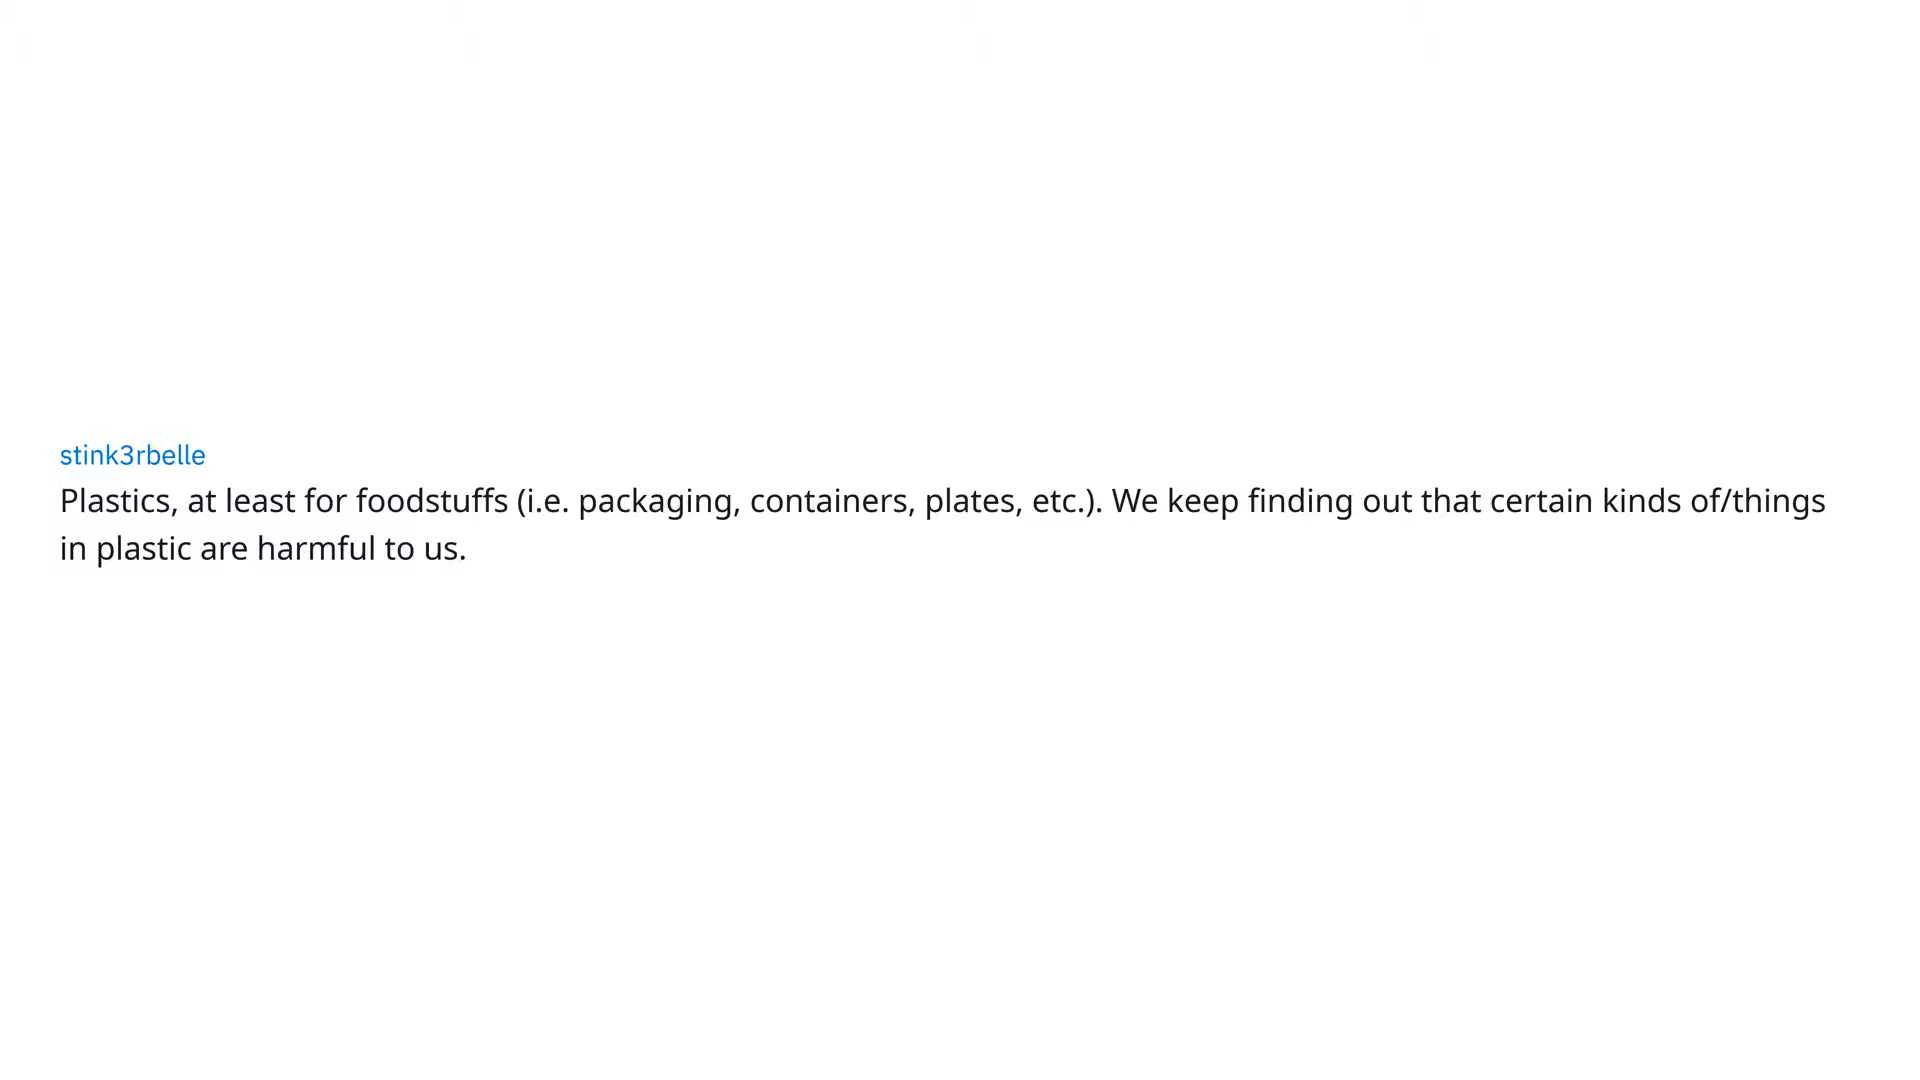 stink3rbelle
Plastics, at least for foodstuffs (i.e. packaging, containers, plates, etc.). We keep finding out that certain kinds of/things
in plastic are harmful to us.